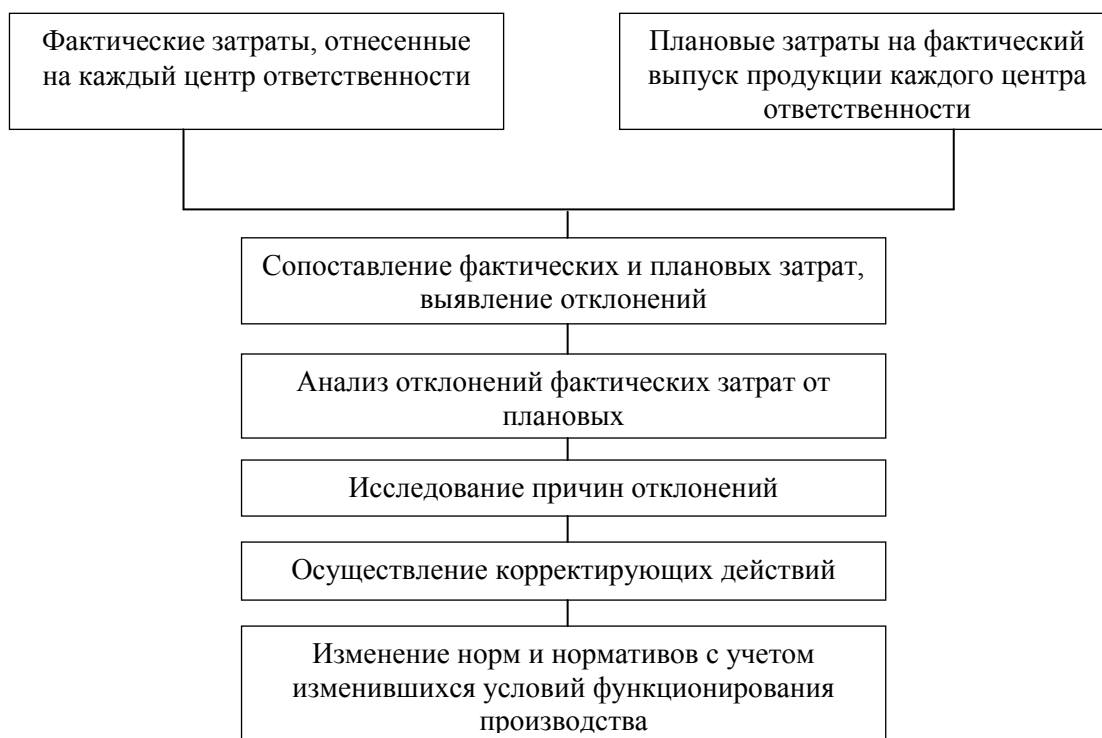 Фактические затраты, отнесенные
на каждый центр ответственности
Плановые затраты на фактический
выпуск продукции каждого центра
ответственности
Сопоставление фактических и плановых затрат,
выявление отклонений
Анализ отклонений фактических затрат от
плановых
Исследование причин отклонений
Осуществление корректирующих действий
Изменение норм и нормативов с учетом
изменившихся условий функционирования
производства